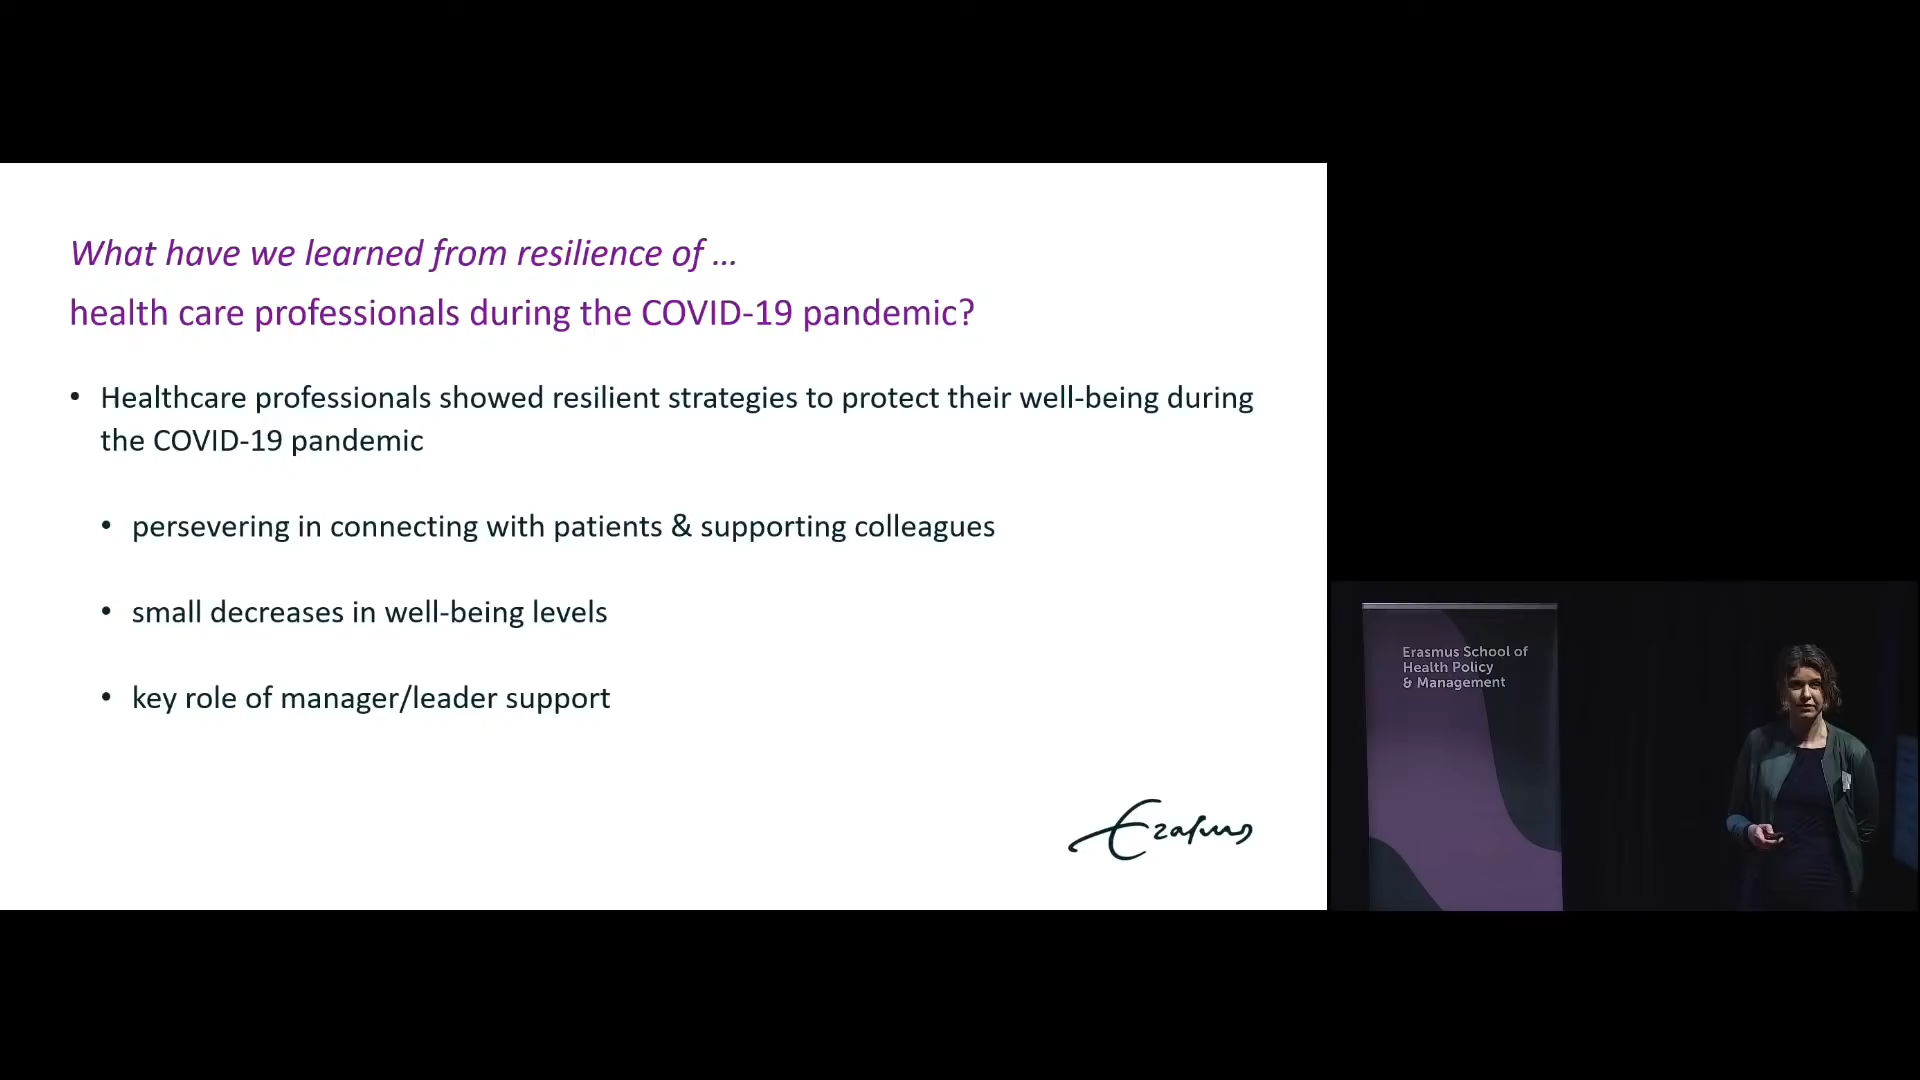 What have we learned from resilience of ...
health care professionals during the COVID-19 pandemic?
• Healthcare professionals showed resilient strategies to protect their well-being during
the COVID-19 pandemic
• persevering in connecting with patients & supporting colleagues
• small decreases in well-being levels
• key role of manager/leader support
Erasmus
Erasmus School of
Health Policy
& Management